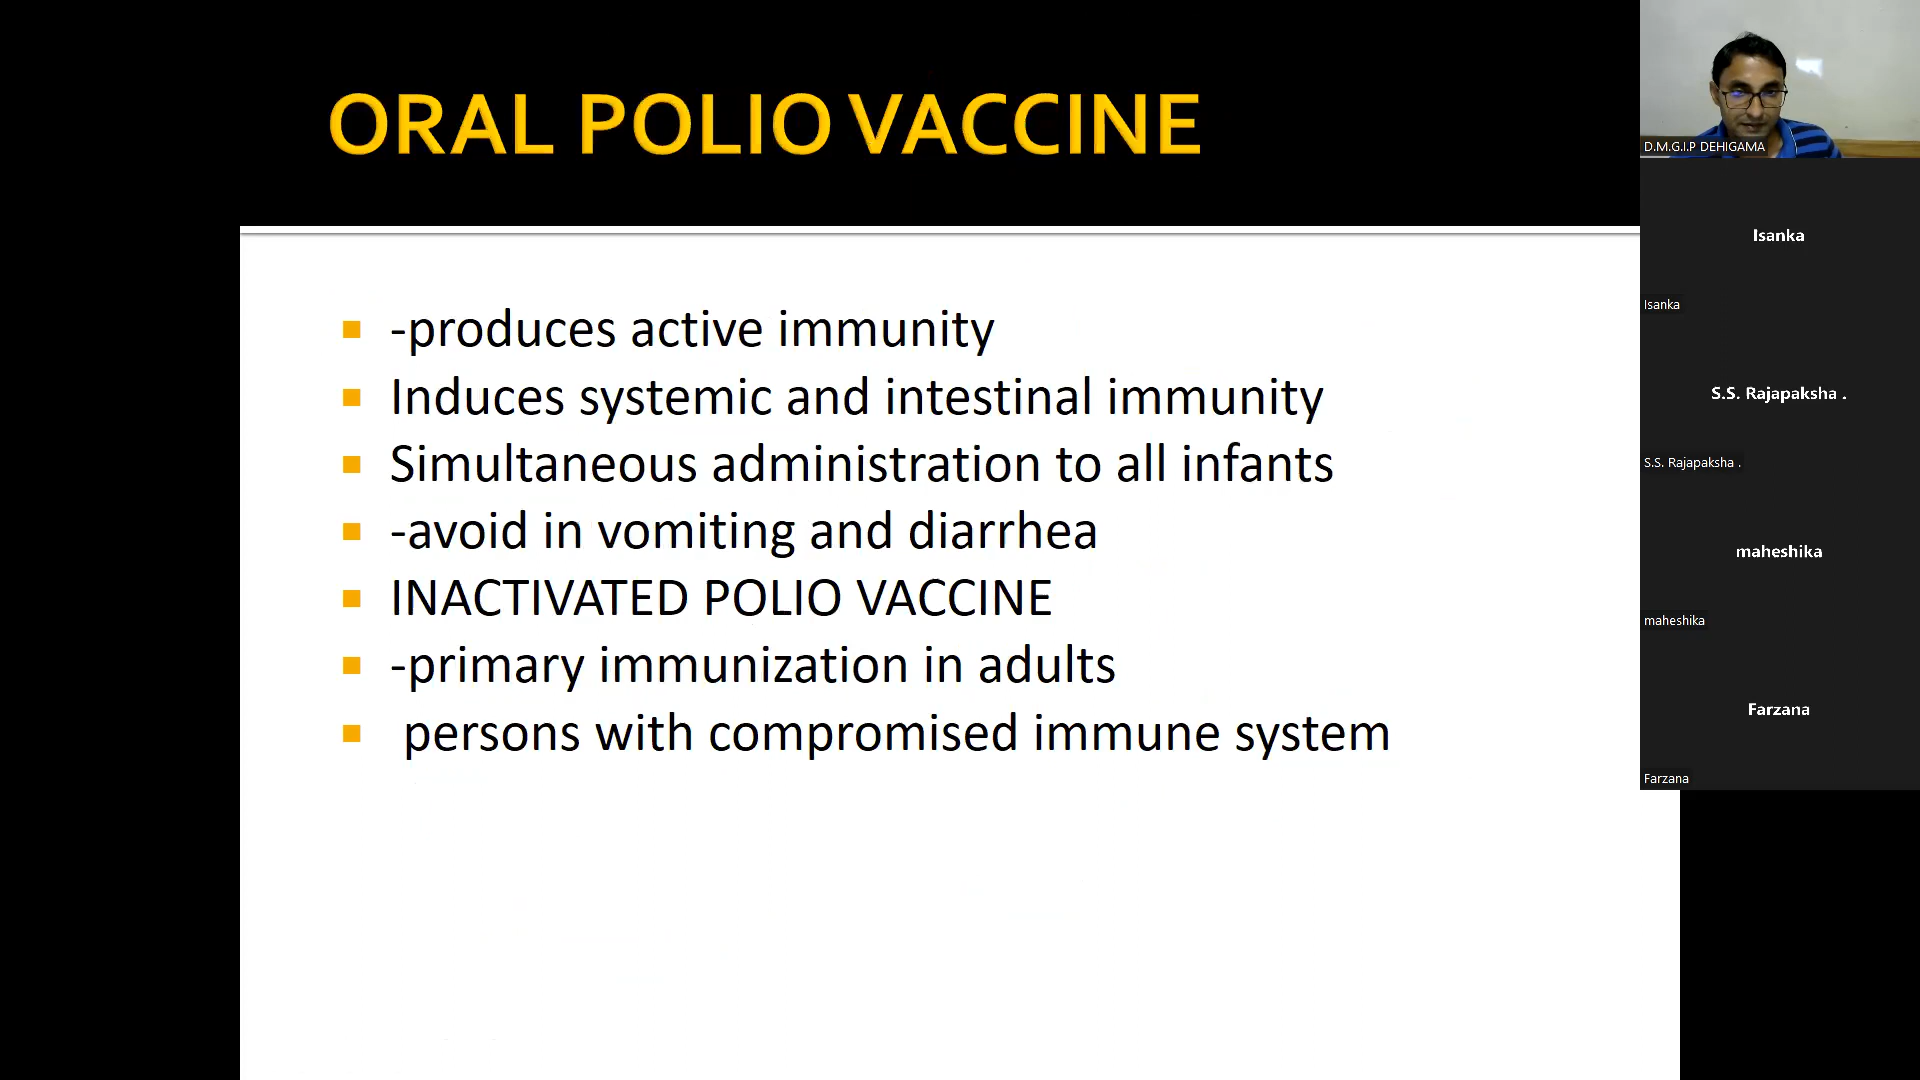 ORAL POLIO VACCINE
-produces active immunity
Induces systemic and intestinal immunity
Simultaneous administration to all infants
-avoid in vomiting and diarrhea
INACTIVATED POLIO VACCINE
-primary immunization in adults
persons with compromised immune system
D.M.G.I.P DEHIGAMA
Isanka
Isanka
S.S. Rajapaksha .
S.S. Rajapaksha .
maheshika
maheshika
Farzana
Farzana